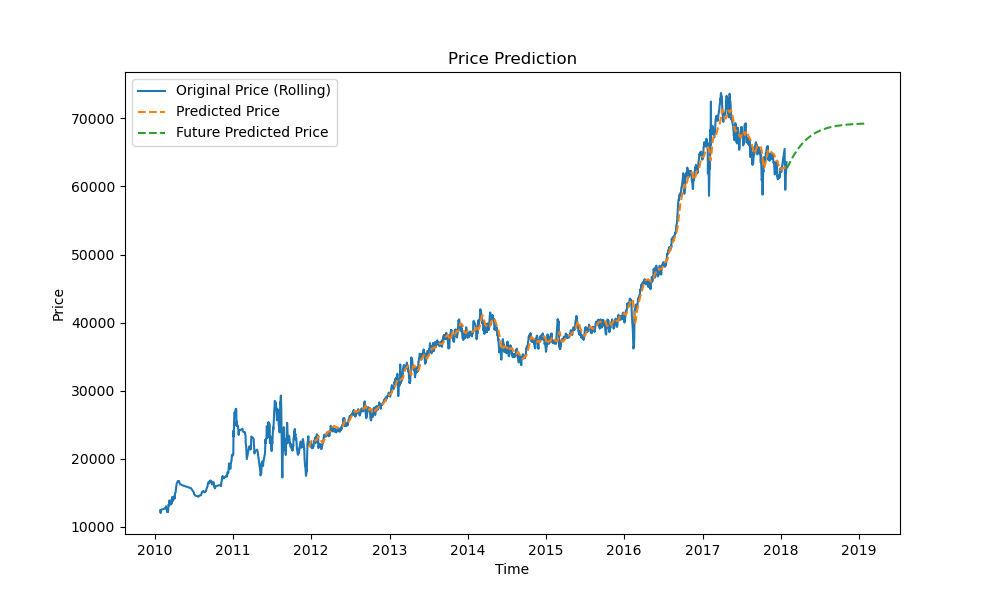 Price Prediction
Original Price (Rolling)
Predicted Price
Future Predicted Price
70000
60000
50000
40000
30000
20000
10000
Price
2010 2011 2012 2013 2014 2015 2016 2017 2018 2019
Time